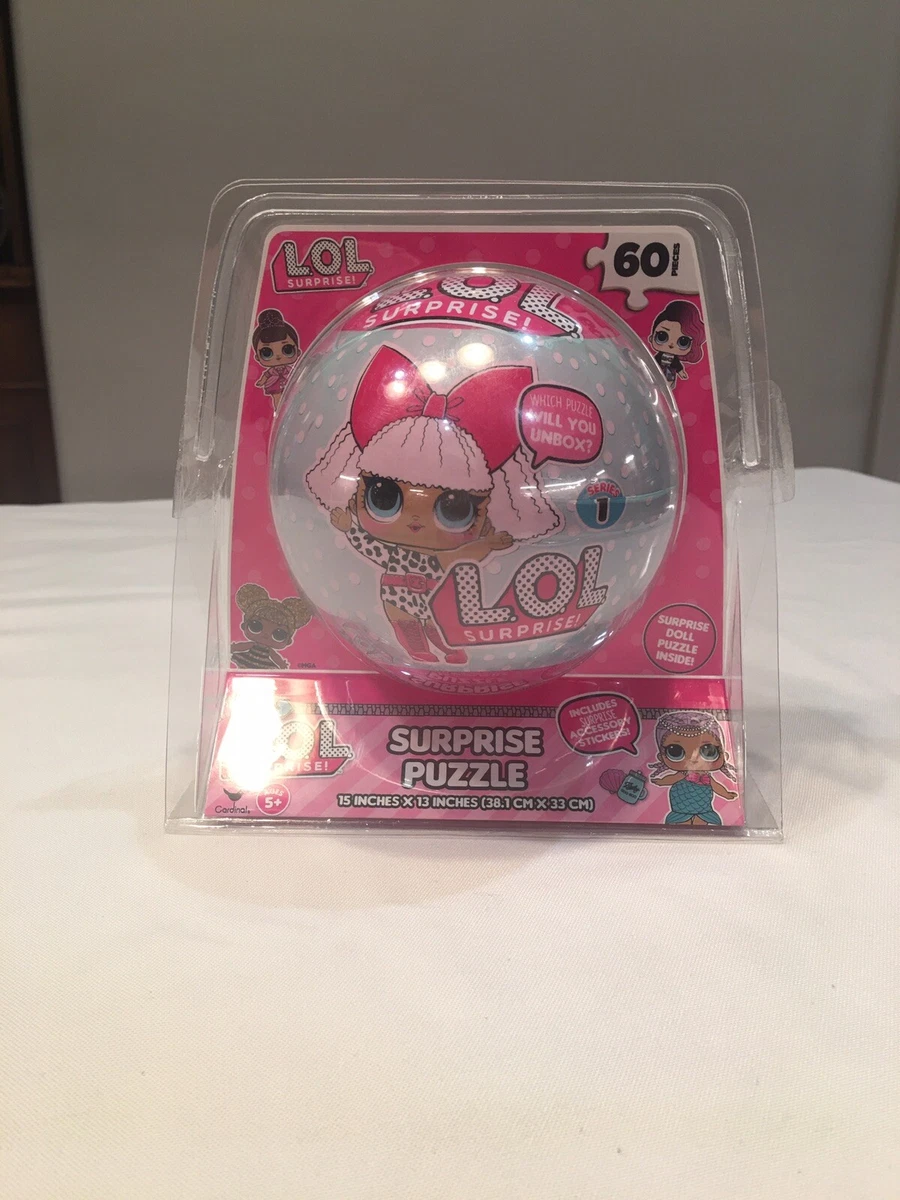 L.O.L.
SURPRISE!
60
PIECES
L.O.L.
SURPRISE!
WHICH PUZZLE
WILL YOU
UNBOX?
SERIES
1
L.O.L.
SURPRISE!
SURPRISE
DOLL
PUZZLE
INSIDE!
©MGA
INCLUDES
SURPRISE
ACCESSORY
STICKERS!
SURPRISE
PUZZLE
5+
Cardinal
15 INCHES X 13 INCHES (38.1 CM X 33 CM)